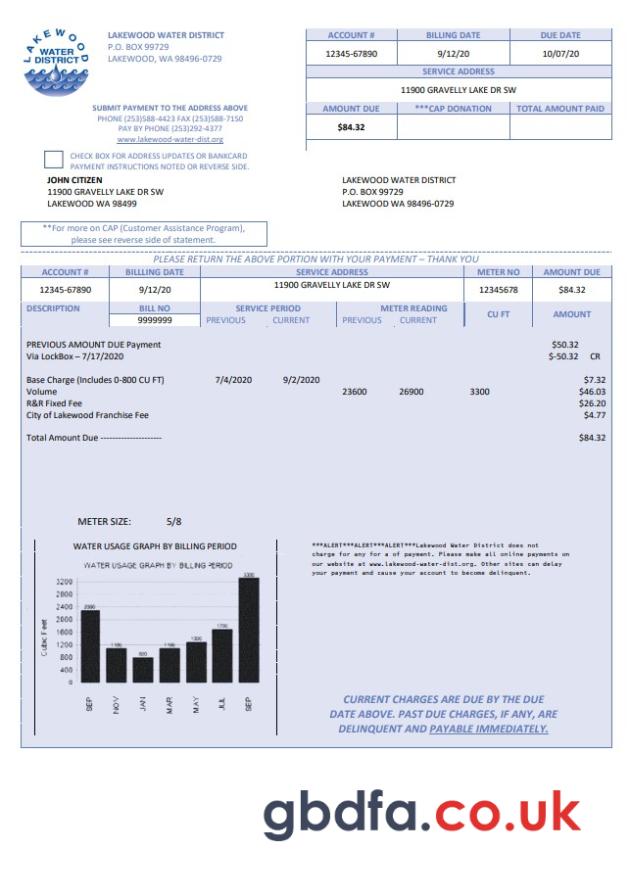 LAKEWOOD
WATER
DISTRICT
LAKEWOOD WATER DISTRICT
P.O. BOX 99729
LAKEWOOD, WA 98496-0729
SUBMIT PAYMENT TO THE ADDRESS ABOVE
PHONE (253)588-4423 FAX (253)588-7150
PAY BY PHONE (253)292-4377
www.lakewood-water-dist.org
CHECK BOX FOR ADDRESS UPDATES OR BANKCARD
PAYMENT INSTRUCTIONS NOTED OR REVERSE SIDE.
ACCOUNT # BILLING DATE DUE DATE
12345-67890 9/12/20 10/07/20
SERVICE ADDRESS
11900 GRAVELLY LAKE DR SW
AMOUNT DUE ***CAP DONATION TOTAL AMOUNT PAID
$84.32
JOHN CITIZEN
11900 GRAVELLY LAKE DR SW
LAKEWOOD WA 98499
LAKEWOOD WATER DISTRICT
P.O. BOX 99729
LAKEWOOD WA 98496-0729
**For more on CAP (Customer Assistance Program),
please see reverse side of statement.
PLEASE RETURN THE ABOVE PORTION WITH YOUR PAYMENT – THANK YOU
ACCOUNT # BILLLING DATE SERVICE ADDRESS METER NO AMOUNT DUE
12345-67890 9/12/20 11900 GRAVELLY LAKE DR SW 12345678 $84.32
DESCRIPTION BILL NO SERVICE PERIOD METER READING CU FT AMOUNT
9999999 PREVIOUS CURRENT PREVIOUS CURRENT
PREVIOUS AMOUNT DUE Payment $50.32
Via LockBox – 7/17/2020 $-50.32 CR
Base Charge (Includes 0-800 CU FT) 7/4/2020 9/2/2020 $7.32
Volume 23600 26900 3300 $46.03
R&R Fixed Fee $26.20
City of Lakewood Franchise Fee $4.77
Total Amount Due --------------------- $84.32
METER SIZE: 5/8
WATER USAGE GRAPH BY BILLING PERIOD
WATER USAGE GRAPH BY BILLING PERIOD
Cubic Feet
3200
2800
2400
2000
1600
1200
800
400
0
2300 1100 800 1100 1300 1700 3300
SEP NOV JAN MAR MAY JUL SEP
***ALERT***ALERT***ALERT***Lakewood Water District does not
charge for any for a of payment. Please make all online payments on
our website at www.lakewood-water-dist.org. Other sites can delay
your payment and cause your account to become delinquent.
CURRENT CHARGES ARE DUE BY THE DUE
DATE ABOVE. PAST DUE CHARGES, IF ANY, ARE
DELINQUENT AND PAYABLE IMMEDIATELY.
gbdfa.co.uk